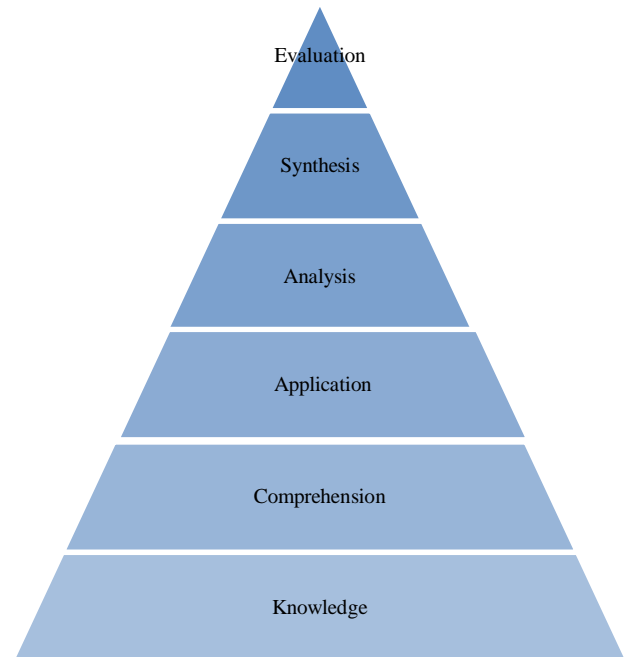 Evaluation
Synthesis
Analysis
Application
Comprehension
Knowledge